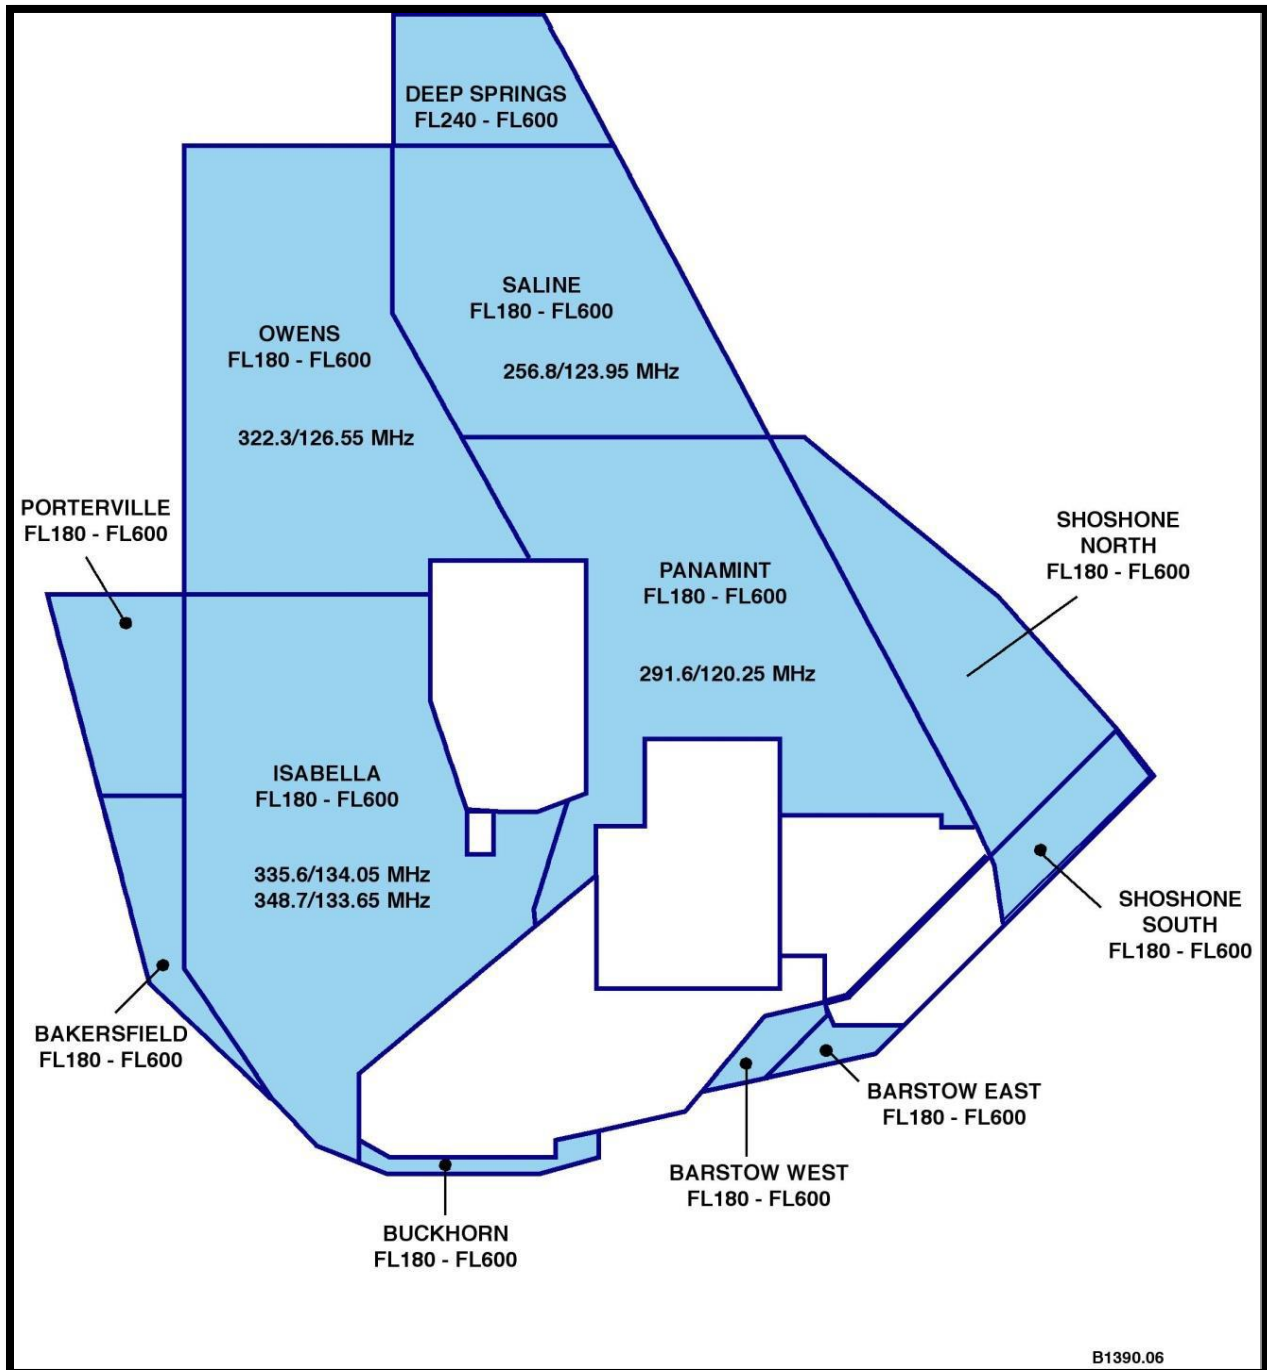 DEEP SPRINGS
FL240 - FL600
SALINE
FL180 - FL600
256.8/123.95 MHz
OWENS
FL180 - FL600
322.3/126.55 MHz
PORTERVILLE
FL180 - FL600
SHOSHONE
NORTH
FL180 - FL600
PANAMINT
FL180 - FL600
291.6/120.25 MHz
ISABELLA
FL180 - FL600
335.6/134.05 MHz
348.7/133.65 MHz
SHOSHONE
SOUTH
FL180 - FL600
BAKERSFIELD
FL180 - FL600
BARSTOW EAST
FL180 - FL600
BARSTOW WEST
FL180 - FL600
BUCKHORN
FL180 - FL600
B1390.06